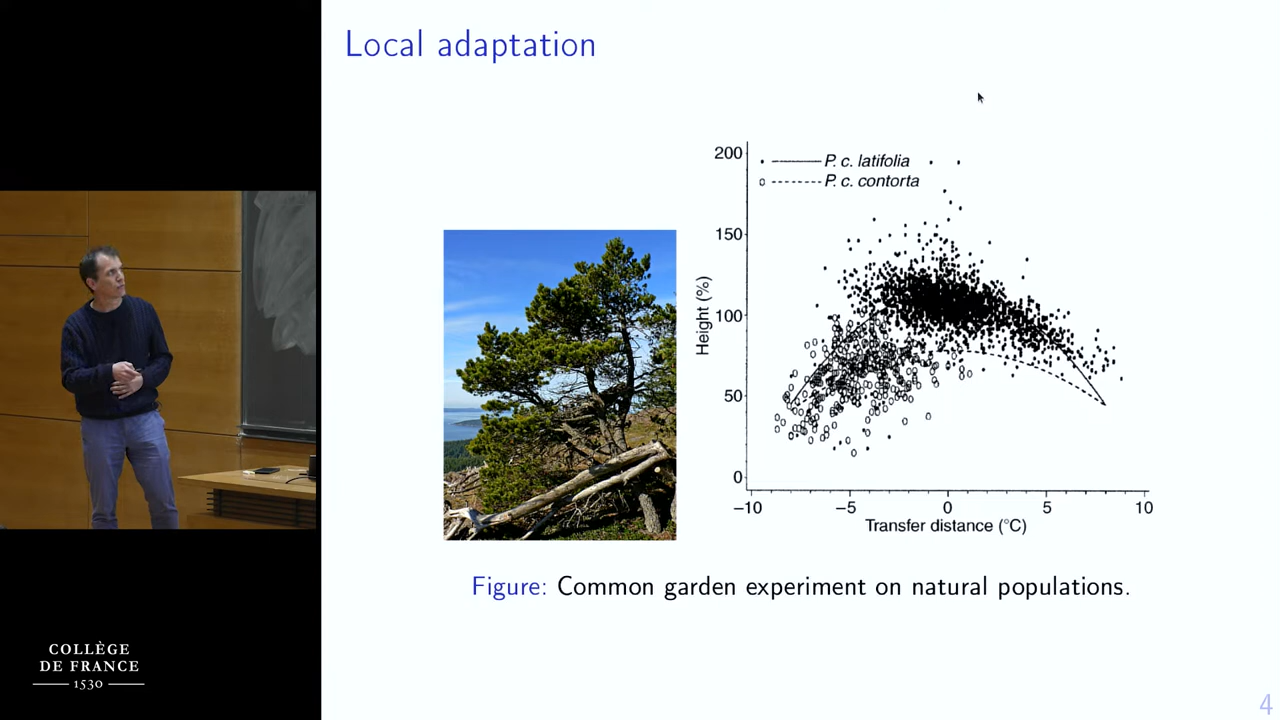 Local adaptation
200
150
100
50
0
Height (%)
P. c. latifolia
P. c. contorta
−10
−5
0
5
10
Transfer distance (°C)
Figure: Common garden experiment on natural populations.
COLLÈGE
DE FRANCE
1530
4